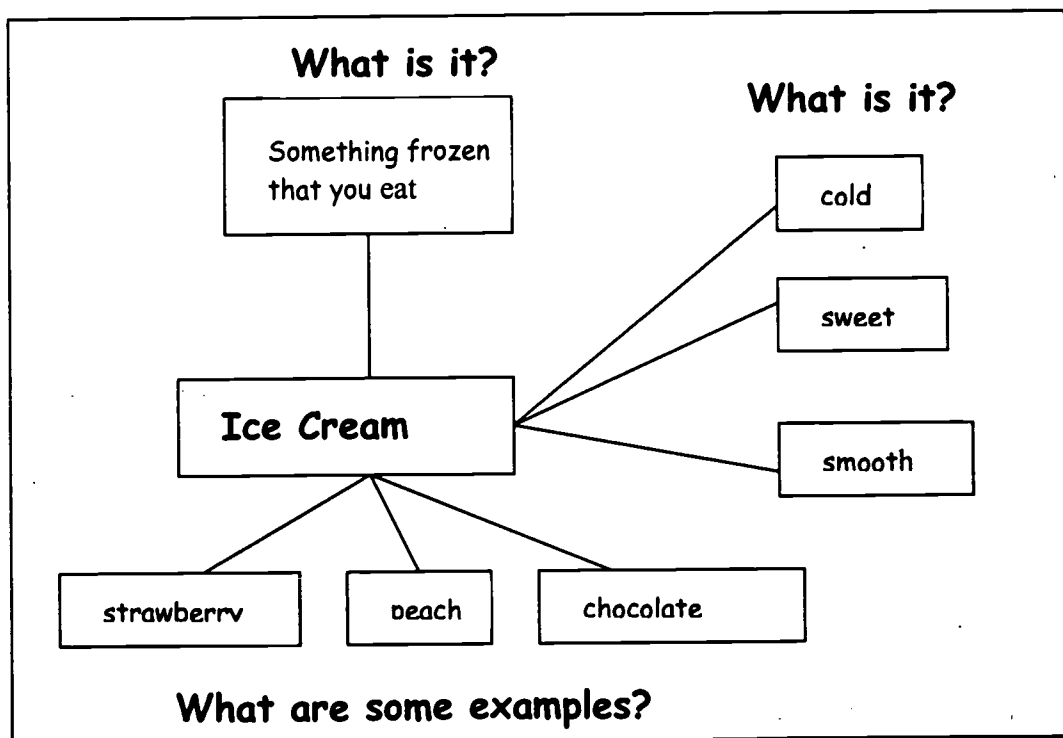 What is it?
Something frozen
that you eat
What is it?
cold
sweet
smooth
Ice Cream
strawberry
peach
chocolate
What are some examples?